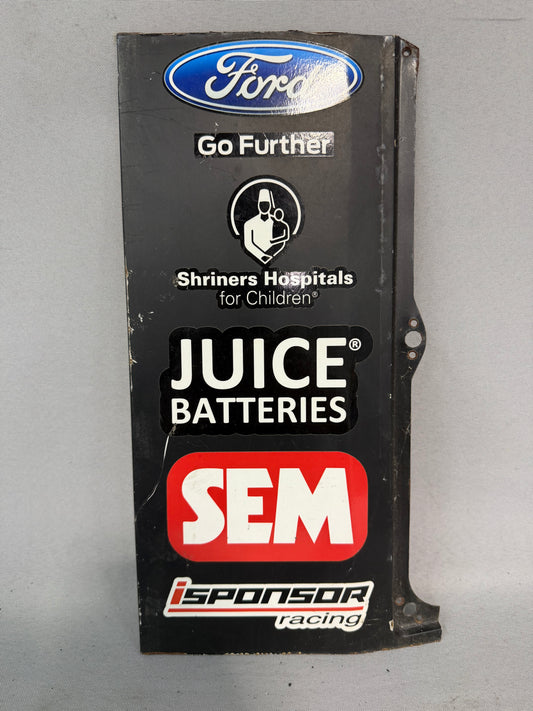 Ford
Go Further
Shriners Hospitals
for Children®
JUICE®
BATTERIES
SEM
iSPONSOR
racing